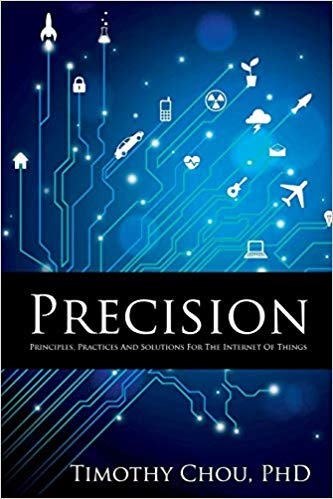 PRECISION
PRINCIPLES, PRACTICES AND SOLUTIONS FOR THE INTERNET OF THINGS
TIMOTHY CHOU, PHD